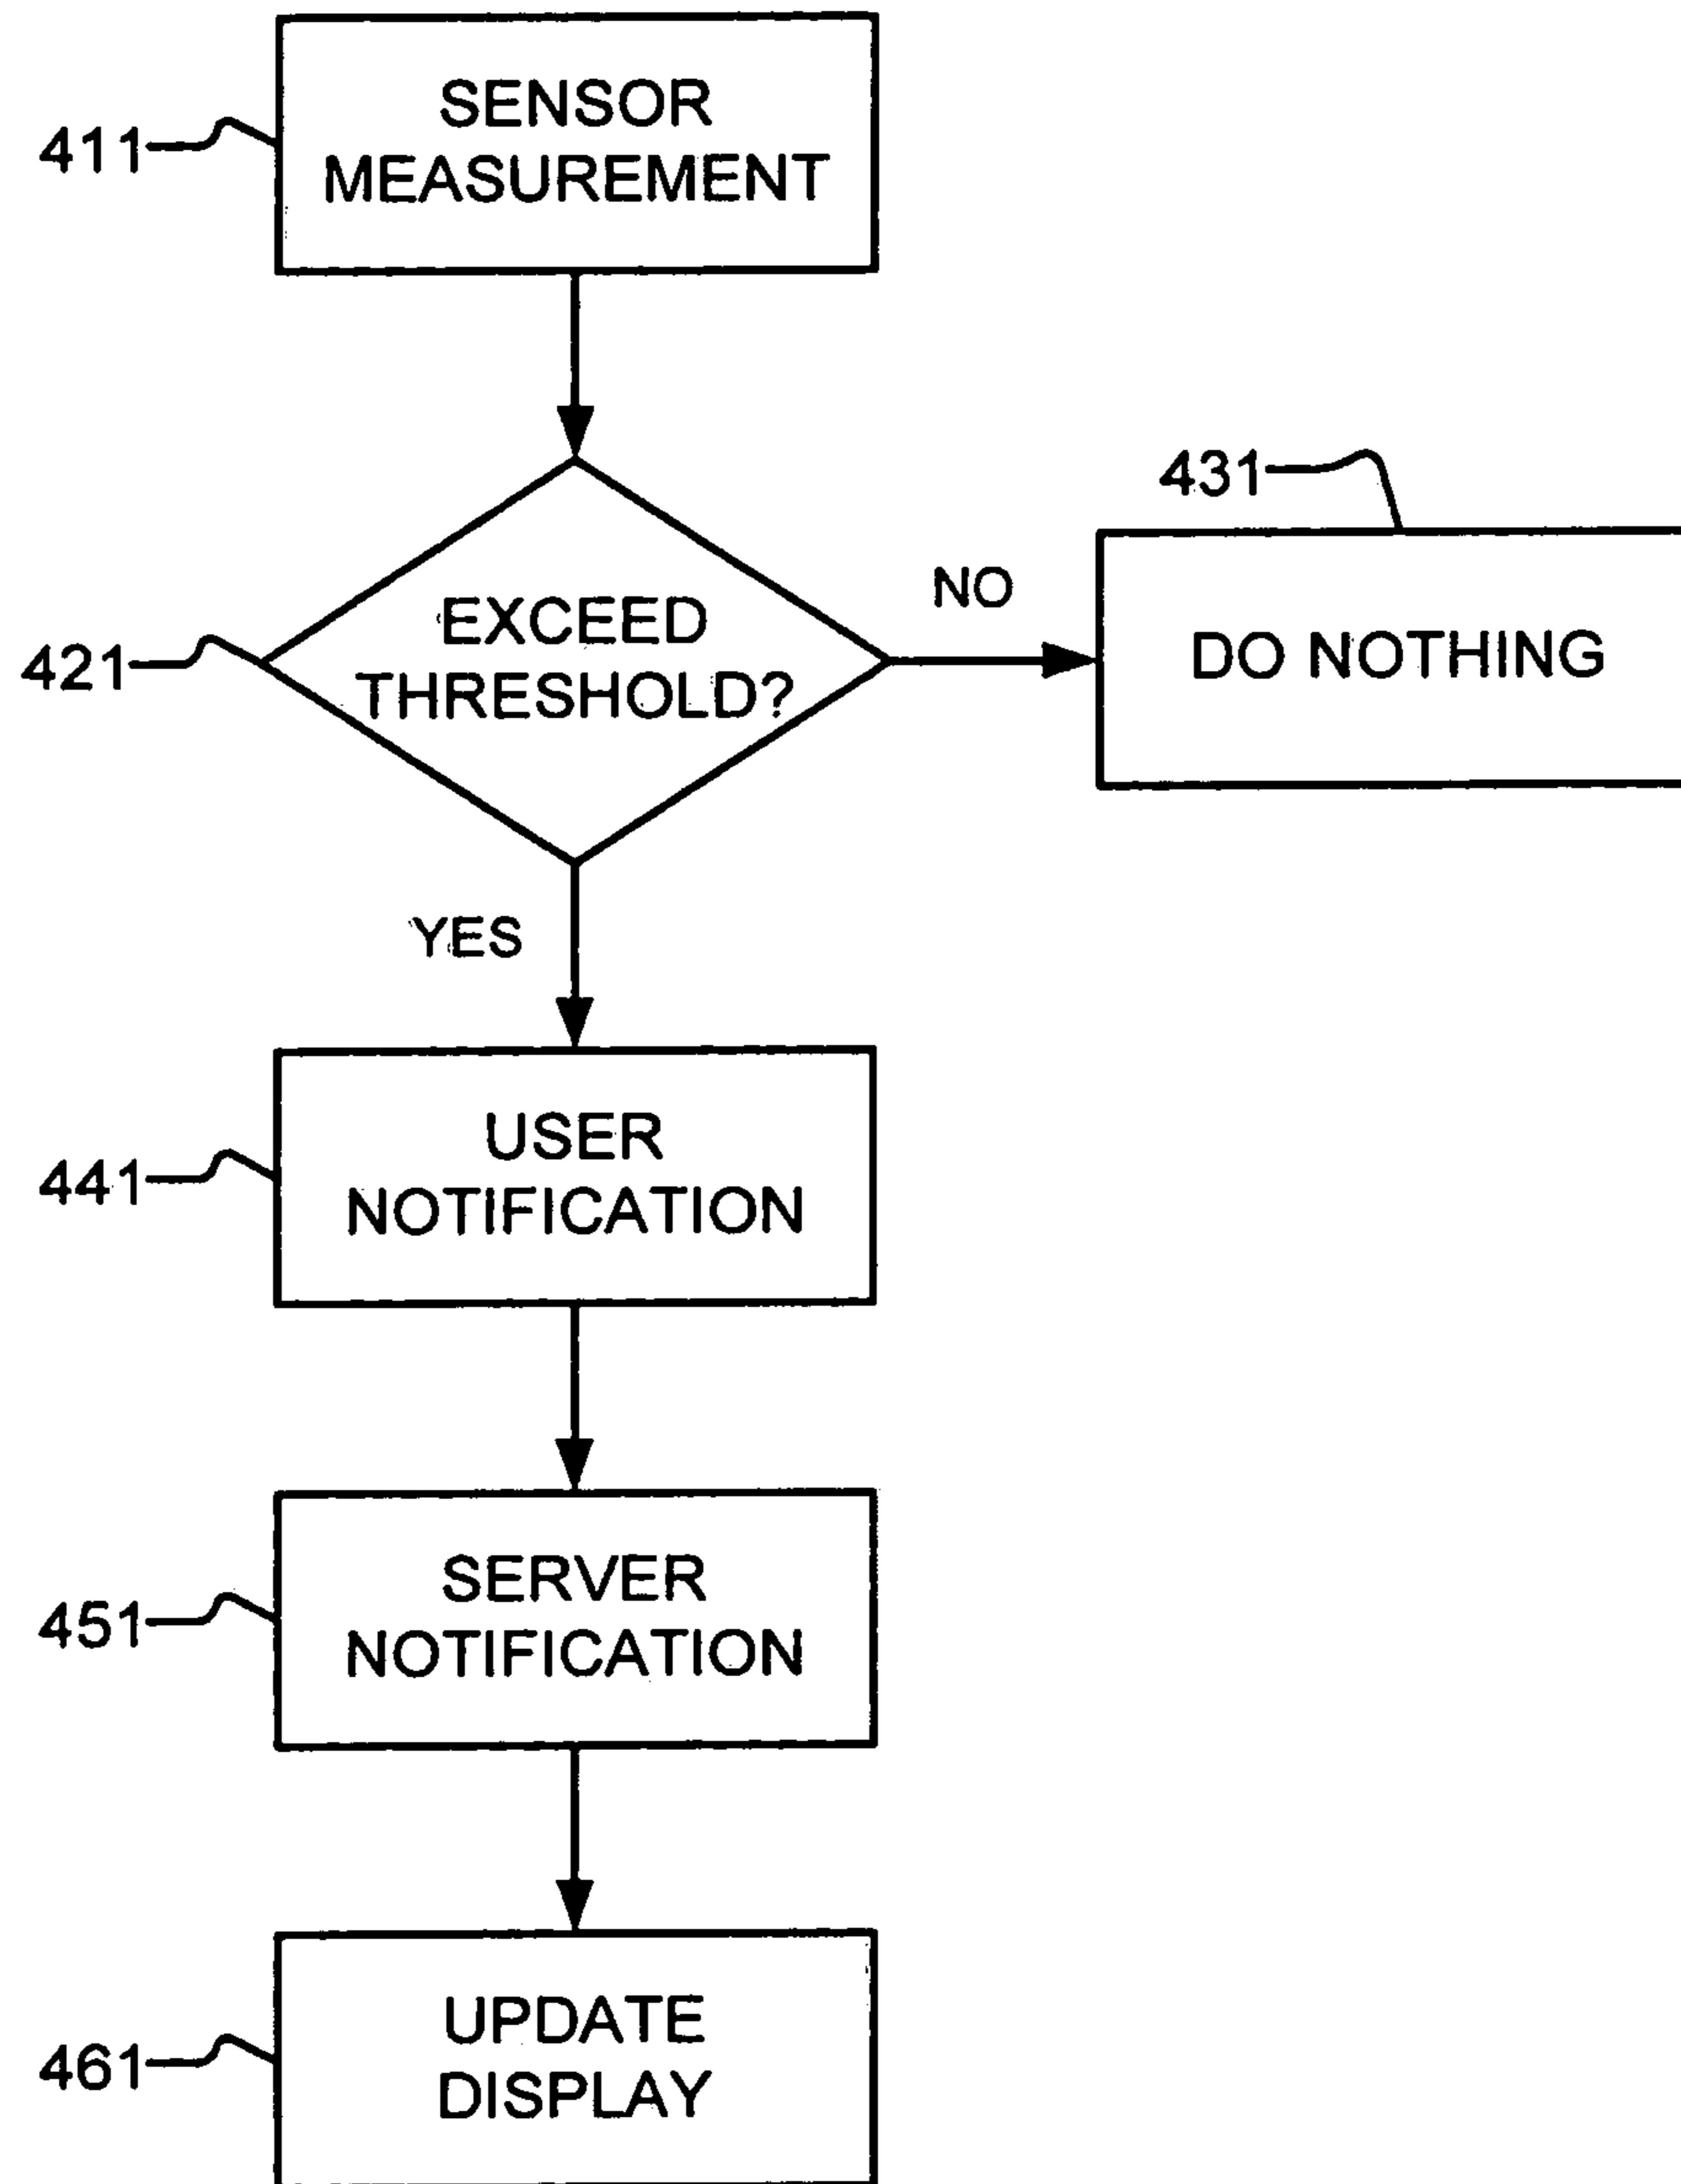 411
SENSOR
MEASUREMENT
431
NO
421
EXCEED
THRESHOLD?
DO NOTHING
YES
441
USER
NOTIFICATION
451
SERVER
NOTIFICATION
461
UPDATE
DISPLAY